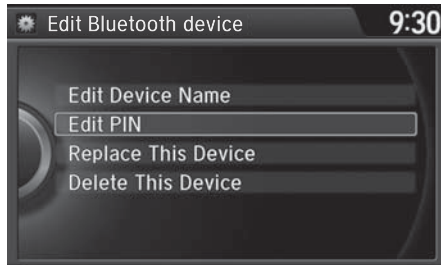 Edit Bluetooth device
9:30
Edit Device Name
Edit PIN
Replace This Device
Delete This Device